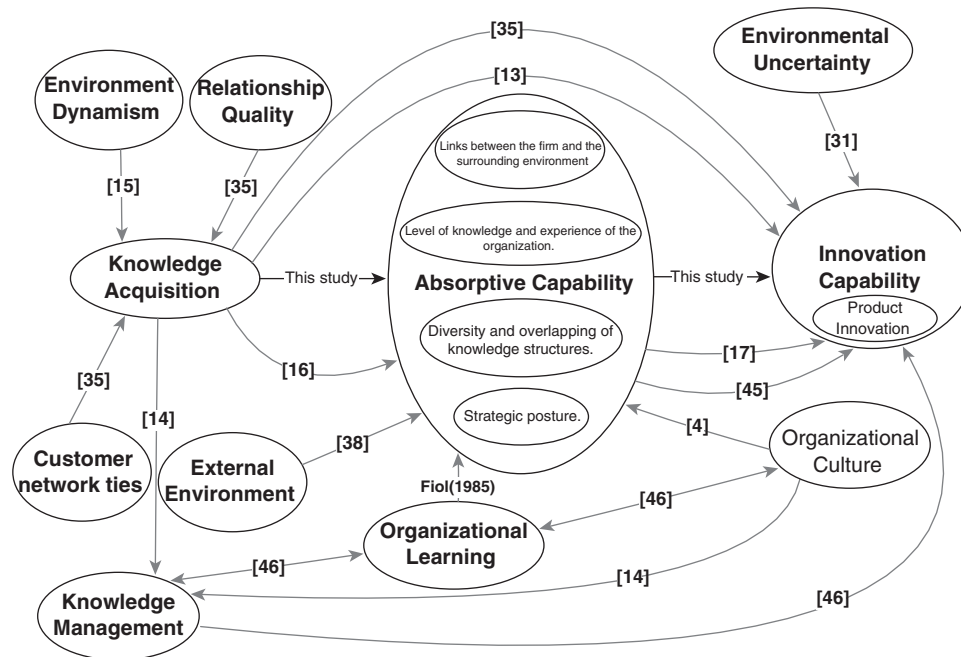 [35]
Environmental
Uncertainty
Environment
Dynamism
Relationship
Quality
[13]
Links between the firm and the
surrounding environment
[31]
[15]
[35]
Level of knowledge and experience of the
organization.
Knowledge
Acquisition
This study
Absorptive Capability
This study
Innovation
Capability
Product
Innovation
Diversity and overlapping of
knowledge structures.
[16]
[17]
[35]
[45]
[14]
Strategic posture.
[4]
Customer
network ties
External
Environment
[38]
Organizational
Culture
Fiol(1985)
[46]
Organizational
Learning
[46]
[14]
[46]
Knowledge
Management